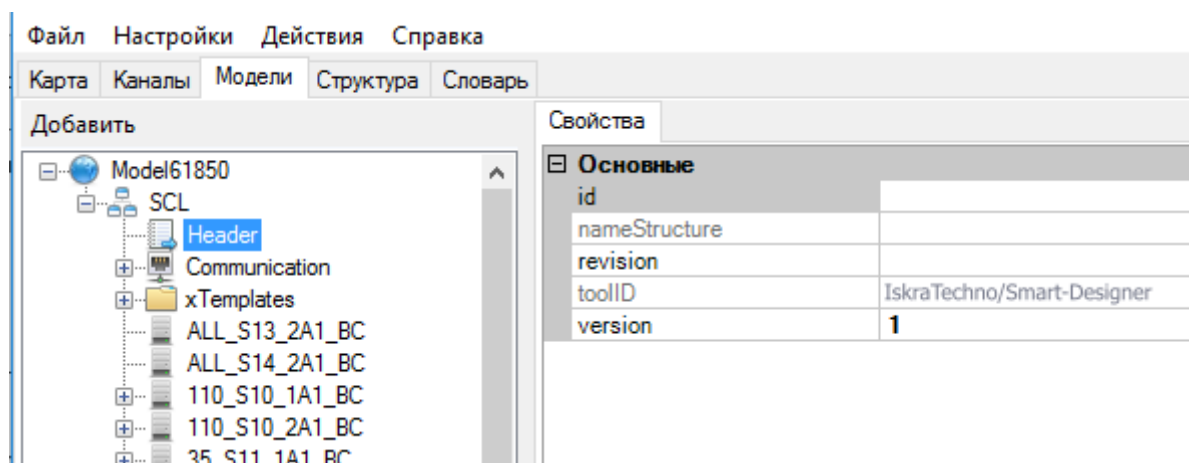 Файл Настройки Действия Справка
Карта Каналы Модели Структура Словарь
Добавить
Model61850
SCL
Header
Communication
xTemplates
ALL_S13_2A1_BC
ALL_S14_2A1_BC
110_S10_1A1_BC
110_S10_2A1_BC
35_S11_1A1_BC
Свойства
Основные
id
nameStructure
revision
toolID IskraTechno/Smart-Designer
version 1